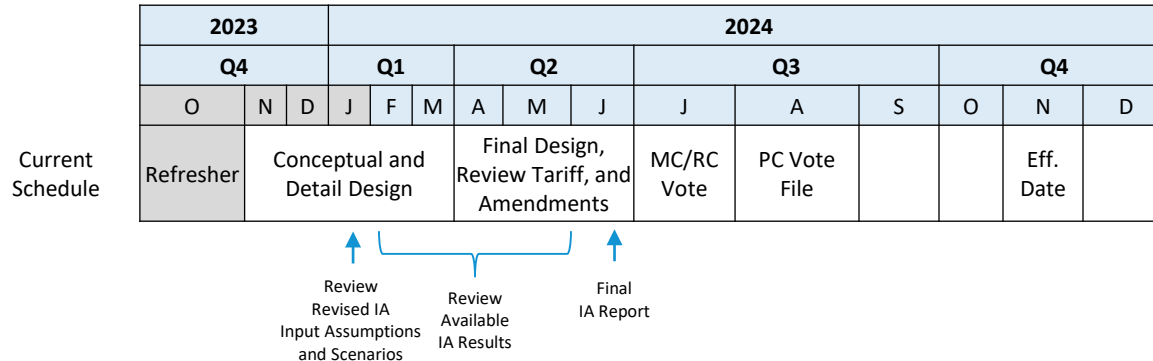 2023 2024
Q4 Q1 Q2 Q3 Q4
O N D J F M A M J J A S O N D
Current
Schedule
Refresher
Conceptual and
Detail Design
Final Design,
Review Tariff, and
Amendments
MC/RC
Vote
PC Vote
File
Eff.
Date
Review
Revised IA
Input Assumptions
and Scenarios
Review
Available
IA Results
Final
IA Report